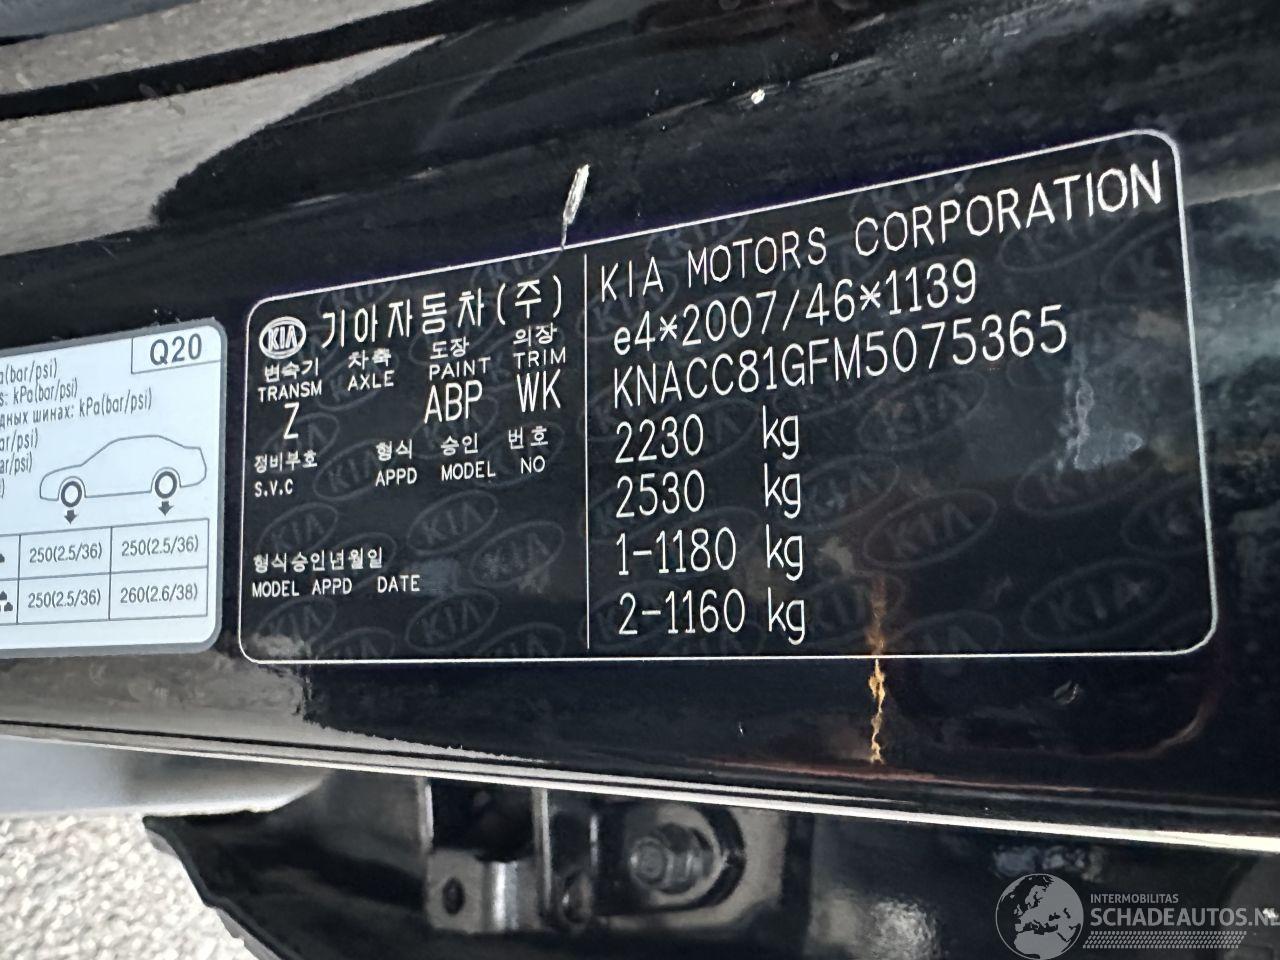 Q20
(bar/psi)
kPa(bar/psi)
шинах: kPa(bar/psi)
250(2.5/36) 250(2.5/36)
250(2.5/36) 260(2.6/38)
KIA 기아자동차(주)
변속기 차축 도장 의장
TRANSM AXLE PAINT TRIM
Z ABP WK
정비부호 형식 승인 번호
S.V.C APPD MODEL NO
형식승인년월일
MODEL APPD DATE
KIA MOTORS CORPORATION
e4*2007/46*1139
KNACC81GFM5075365
2230 kg
2530 kg
1-1180 kg
2-1160 kg
INTERMOBILITAS
SCHADEAUTOS.NL